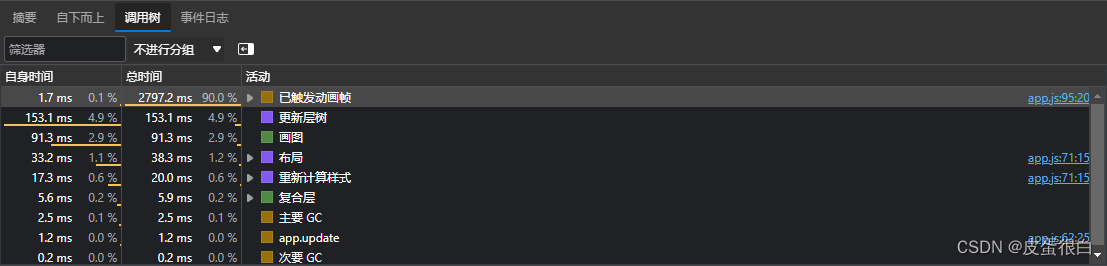 摘要 自下而上 调用树 事件日志
筛选器 不进行分组
自身时间 总时间 活动
1.7 ms 0.1 % 2797.2 ms 90.0 % 已触发动画帧 app.js:95:20
153.1 ms 4.9 % 153.1 ms 4.9 % 更新层树
91.3 ms 2.9 % 91.3 ms 2.9 % 画图
33.2 ms 1.1 % 38.3 ms 1.2 % 布局 app.js:71:15
17.3 ms 0.6 % 20.0 ms 0.6 % 重新计算样式 app.js:71:15
5.6 ms 0.2 % 5.9 ms 0.2 % 复合层
2.5 ms 0.1 % 2.5 ms 0.1 % 主要 GC
1.2 ms 0.0 % 1.2 ms 0.0 % app.update app.js:62:25
0.2 ms 0.0 % 0.2 ms 0.0 % 次要 GC
CSDN @皮蛋很白